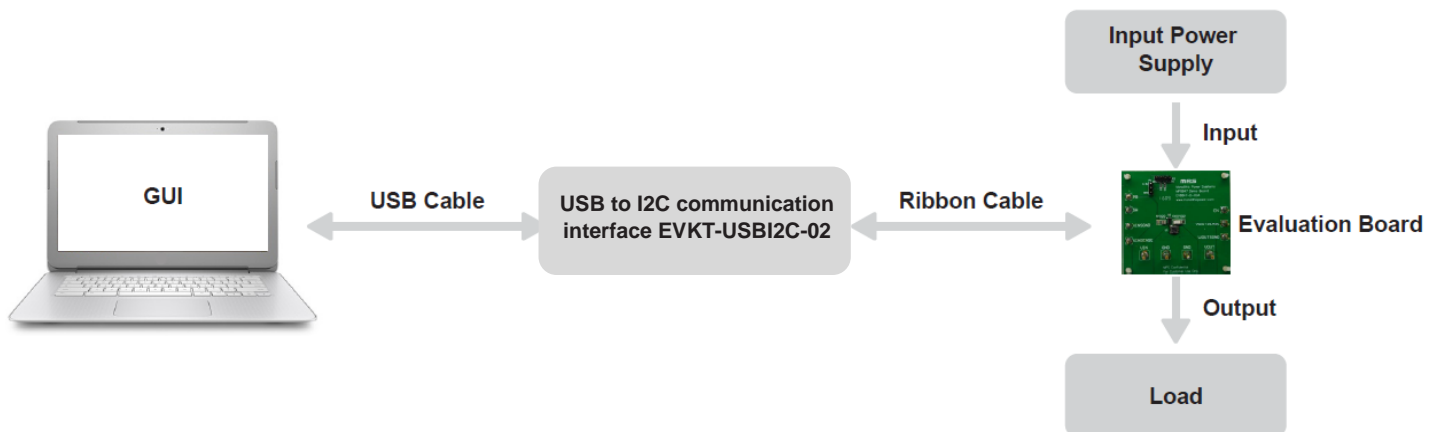 Input Power
Supply
Input
GUI
USB Cable
USB to I2C communication
interface EVKT-USBI2C-02
Ribbon Cable
Evaluation Board
Output
Load